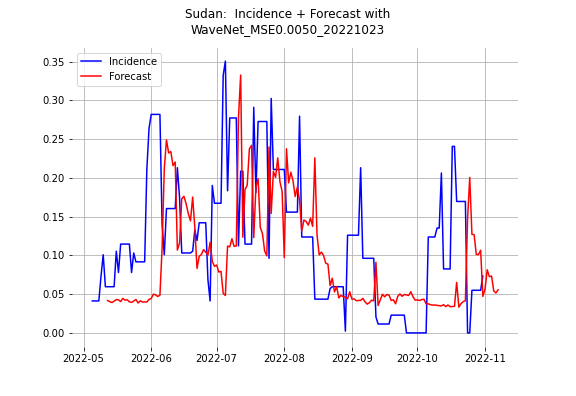 Sudan:  Incidence + Forecast with
WaveNet_MSE0.0050_20221023
Incidence
Forecast
0.35
0.30
0.25
0.20
0.15
0.10
0.05
0.00
2022-05 2022-06 2022-07 2022-08 2022-09 2022-10 2022-11